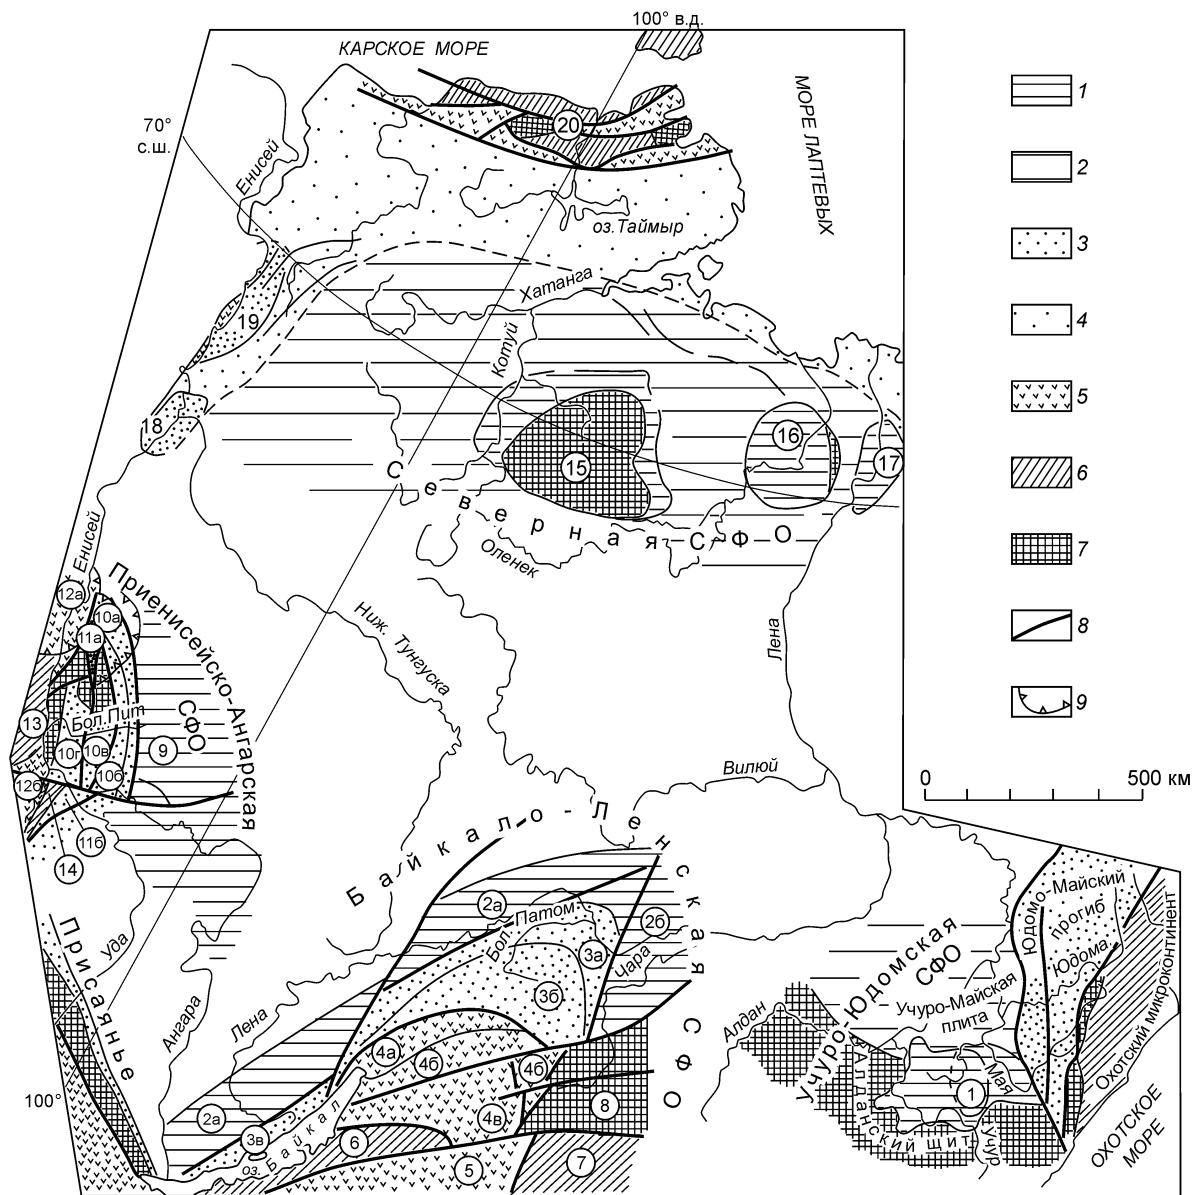 100° в.д.
КАРСКОЕ МОРЕ
МОРЕ ЛАПТЕВЫХ
70°
с.ш.
Енисей
20
оз.Таймыр
Хатанга
19
Котуй
18
15
16
17
Северная СФО
Оленек
Енисей
Приенисейско-Ангарская
СФО
12а
10а
11а
13
Бол.Пит
10г
10в
9
10б
12б
11б
14
Ниж. Тунгуска
Лена
Вилюй
Байкало-Ленская СФО
2а
Бол.
Патом
2б
3а
Чара
3б
4а
4б
4б
4в
8
Лена
Ангара
Уда
Присаянье
100°
2а
3в
оз. Байкал
6
5
7
Алдан
Учуро-Юдомская
СФО
Учуро-Майская
плита
Алданский щит
Мая
1
Учур
Юдомо-Майский
прогиб
Юдома
Охотский микроконтинент
ОХОТСКОЕ
МОРЕ
1
2
3
4
5
6
7
8
9
0 500 км